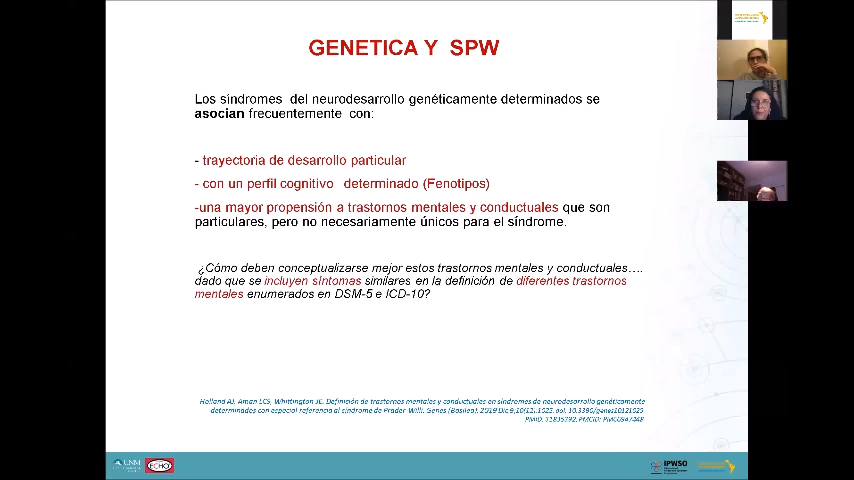 GENETICA Y SPW
Los síndromes del neurodesarrollo genéticamente determinados se
asocian frecuentemente con:
- trayectoria de desarrollo particular
- con un perfil cognitivo determinado (Fenotipos)
-una mayor propensión a trastornos mentales y conductuales que son
particulares, pero no necesariamente únicos para el síndrome.
¿Cómo deben conceptualizarse mejor estos trastornos mentales y conductuales….
dado que se incluyen síntomas similares en la definición de diferentes trastornos
mentales enumerados en DSM-5 e ICD-10?
Holland AJ, Aman LCS, Whittington JE. Definición de trastornos mentales y conductuales en síndromes de neurodesarrollo genéticamente
determinados con especial referencia al síndrome de Prader-Willi. Genes (Basilea). 2019 Dic 9;10(12):1025. doi: 10.3390/genes10121025
PMID: 31835392; PMCID: PMC6947448
UNM
ECHO
IPWSO